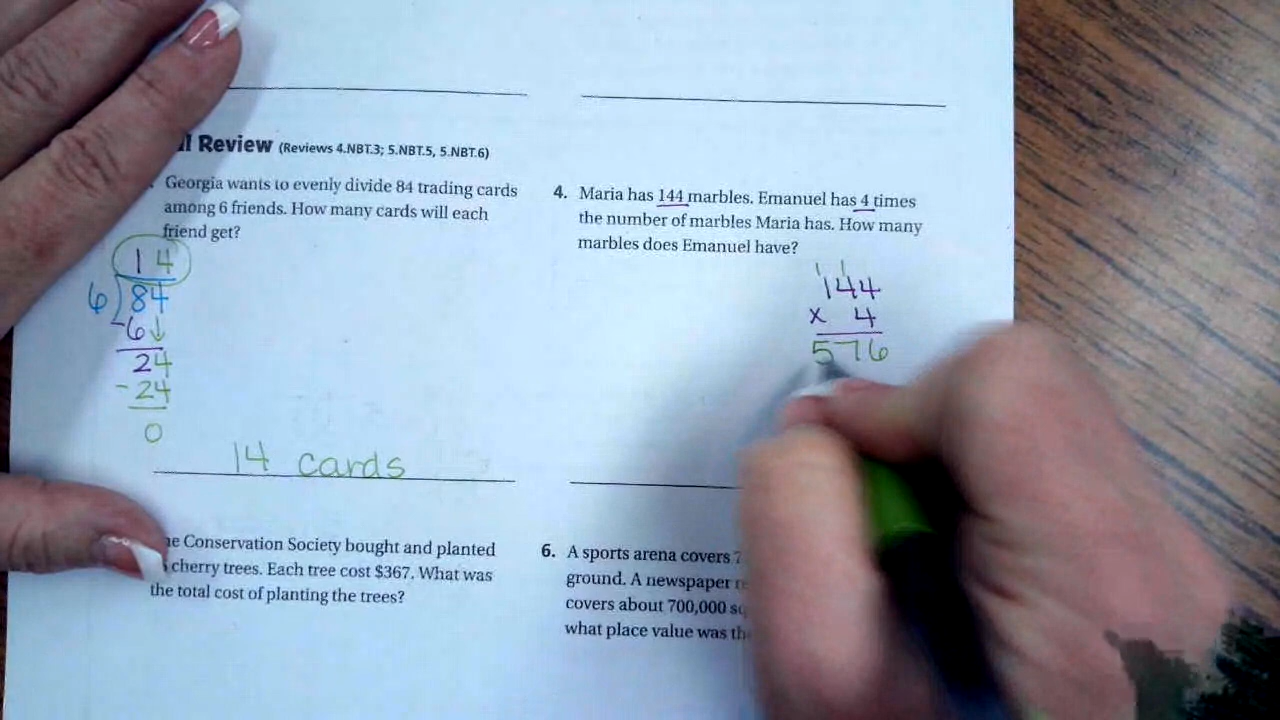 Review (Reviews 4.NBT.3; 5.NBT.5, 5.NBT.6)
Georgia wants to evenly divide 84 trading cards
among 6 friends. How many cards will each
friend get?
14
6)84
-6↓
24
-24
0
14 cards
4. Maria has 144 marbles. Emanuel has 4 times
the number of marbles Maria has. How many
marbles does Emanuel have?
1 1
144
x 4
576
Conservation Society bought and planted
cherry trees. Each tree cost $367. What was
the total cost of planting the trees?
6. A sports arena covers 7
ground. A newspaper
covers about 700,000
what place value was